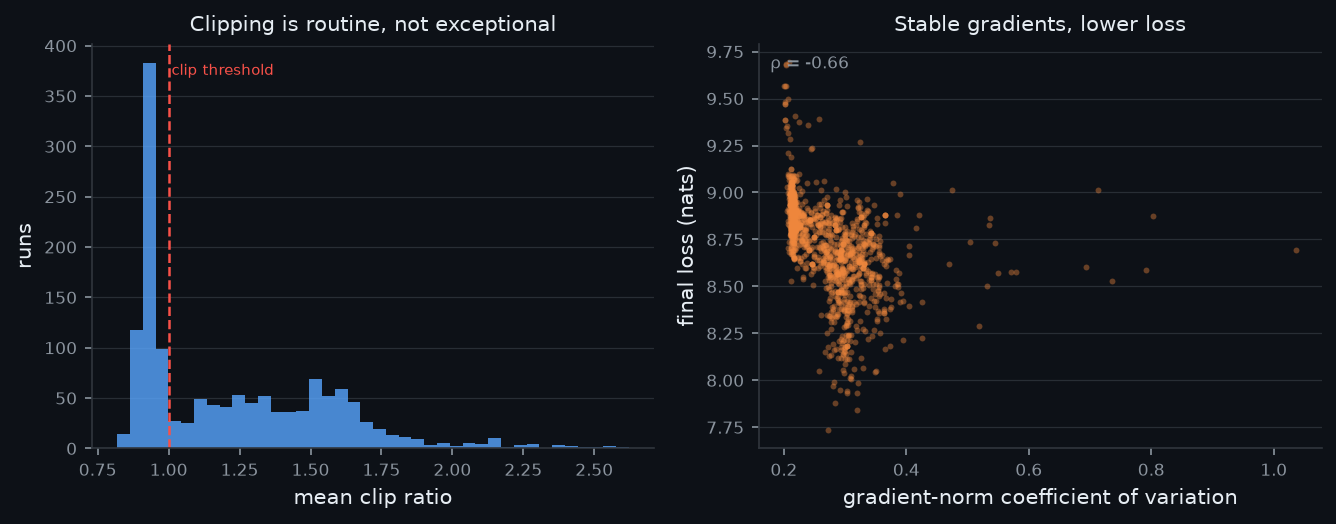 Clipping is routine, not exceptional
400
350
300
250
200
150
100
50
0
runs
clip threshold
0.75 1.00 1.25 1.50 1.75 2.00 2.25 2.50
mean clip ratio
Stable gradients, lower loss
9.75
9.50
9.25
9.00
8.75
8.50
8.25
8.00
7.75
final loss (nats)
ρ = -0.66
0.2 0.4 0.6 0.8 1.0
gradient-norm coefficient of variation